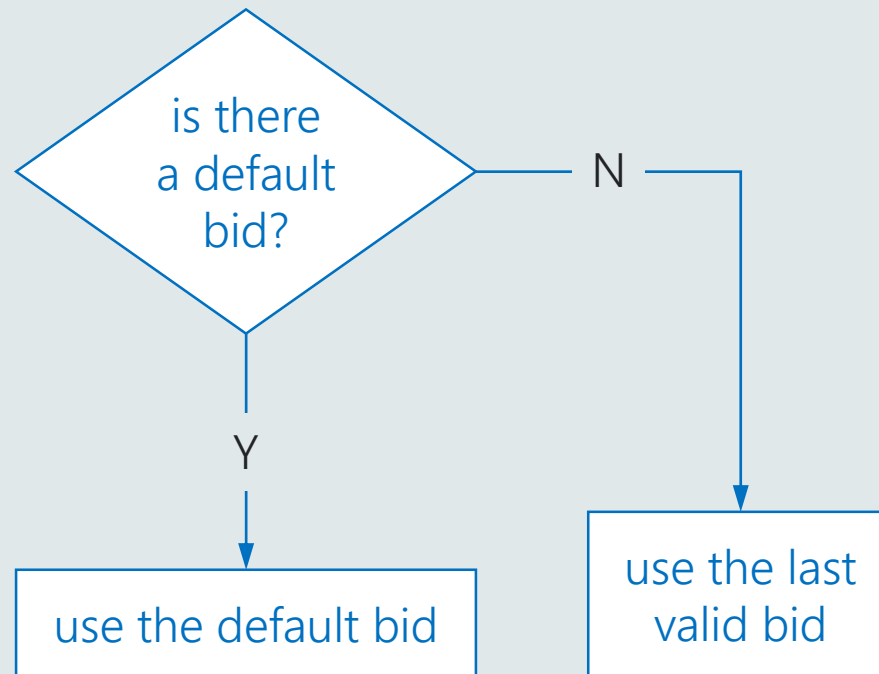 is there
a default
bid?
N
Y
use the default bid
use the last
valid bid